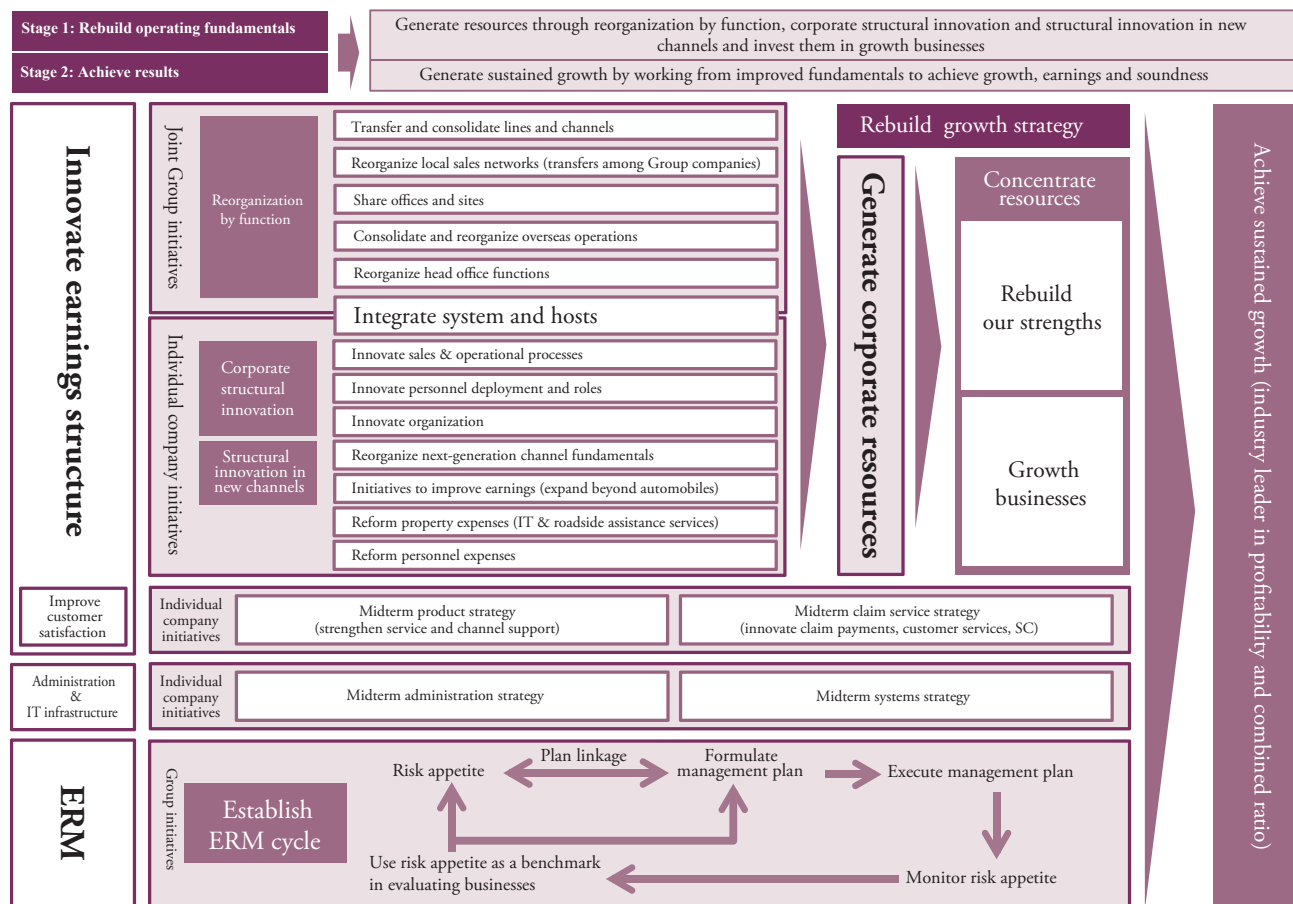 Stage 1: Rebuild operating fundamentals
Stage 2: Achieve results
Generate resources through reorganization by function, corporate structural innovation and structural innovation in new
channels and invest them in growth businesses
Generate sustained growth by working from improved fundamentals to achieve growth, earnings and soundness
Innovate earnings structure
Joint Group initiatives
Reorganization
by function
Transfer and consolidate lines and channels
Reorganize local sales networks (transfers among Group companies)
Share offices and sites
Consolidate and reorganize overseas operations
Reorganize head office functions
Integrate system and hosts
Individual company initiatives
Corporate
structural
innovation
Innovate sales & operational processes
Innovate personnel deployment and roles
Innovate organization
Structural
innovation in
new channels
Reorganize next-generation channel fundamentals
Initiatives to improve earnings (expand beyond automobiles)
Reform property expenses (IT & roadside assistance services)
Reform personnel expenses
Rebuild growth strategy
Generate corporate resources
Concentrate
resources
Rebuild
our strengths
Growth
businesses
Achieve sustained growth (industry leader in profitability and combined ratio)
Improve
customer
satisfaction
Individual
company
initiatives
Midterm product strategy
(strengthen service and channel support)
Midterm claim service strategy
(innovate claim payments, customer services, SC)
Administration
&
IT infrastructure
Individual
company
initiatives
Midterm administration strategy
Midterm systems strategy
ERM
Group initiatives
Establish
ERM cycle
Risk appetite
Plan linkage
Formulate
management plan
Execute management plan
Use risk appetite as a benchmark
in evaluating businesses
Monitor risk appetite